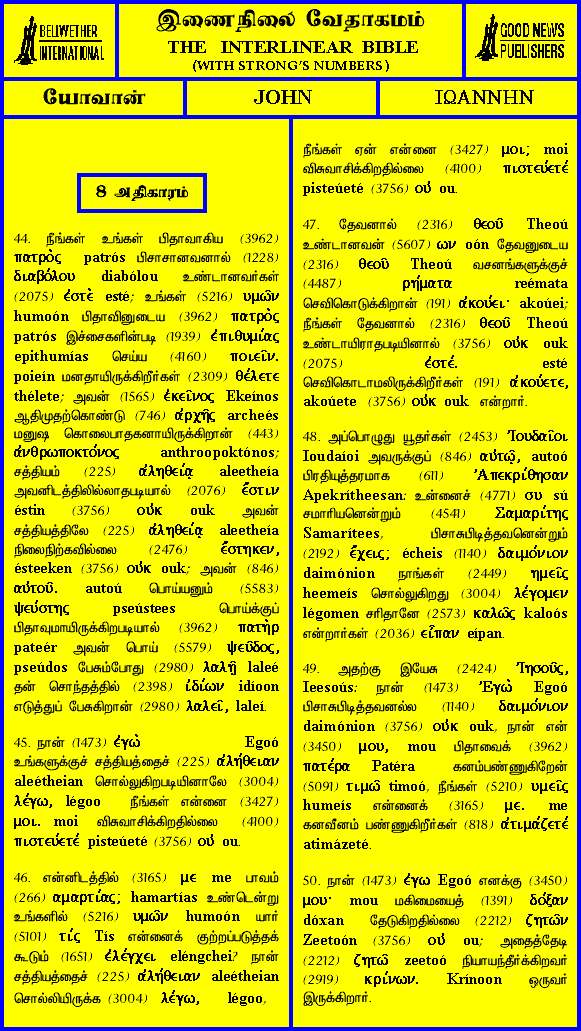 BELLWETHER
INTERNATIONAL
இணைநிலை வேதாகமம்
THE INTERLINEAR BIBLE
(WITH STRONG'S NUMBERS)
GOOD NEWS
PUBLISHERS
யோவான்
JOHN
ΙΩΑΝΝΗΝ
8 அதிகாரம்
44. நீங்கள் உங்கள் பிதாவாகிய (3962)
πατρὸς patrós பிசாசானவனால் (1228)
διαβόλου diabólou உண்டானவர்கள்
(2075) ἐστὲ esté; உங்கள் (5216) υμῶν
humoón பிதாவினுடைய (3962) πατρὸς
patrós இச்சைகளின்படி (1939) ἐπιθυμίας
epithumías செய்ய (4160) ποιεῖν.
poieín மனதாயிருக்கிறீர்கள் (2309) θέλετε
thélete; அவன் (1565) ἐκεῖνος Ekeínos
ஆதிமுதற்கொண்டு (746) ἀρχῆς archeés
மனுஷ கொலைபாதகனாயிருக்கிறான் (443)
ἀνθρωποκτόνος anthroopoktónos;
சத்தியம் (225) ἀληθείᾳ aleetheía
அவனிடத்திலில்லாதபடியால் (2076) ἔστιν
éstin (3756) οὐκ ouk அவன்
சத்தியத்திலே (225) ἀληθείᾳ aleetheía
நிலைநிற்கவில்லை (2476) ἔστηκεν,
ésteeken (3756) οὐκ ouk; அவன் (846)
αὐτοῦ. autoú பொய்யனும் (5583)
ψεύστης pseústees பொய்க்குப்
பிதாவுமாயிருக்கிறபடியால் (3962) πατὴρ
pateér அவன் பொய் (5579) ψεῦδος,
pseúdos பேசும்போது (2980) λαλῇ laleé
தன் சொந்தத்தில் (2398) ἰδίων idíoon
எடுத்துப் பேசுகிறான் (2980) λαλεῖ, laleí.
45. நான் (1473) ἐγὼ Egoó
உங்களுக்குச் சத்தியத்தைச் (225) ἀλήθειαν
aleétheian சொல்லுகிறபடியினாலே (3004)
λέγω, légoo நீங்கள் என்னை (3427)
μοι. moi விசுவாசிக்கிறதில்லை (4100)
πιστεύετέ pisteúeté (3756) οὐ ou.
46. என்னிடத்தில் (3165) με me பாவம்
(266) αμαρτίας; hamartías உண்டென்று
உங்களில் (5216) υμῶν humoón யார்
(5101) τίς Tís என்னைக் குற்றப்படுத்தக்
கூடும் (1651) ἐλέγχει eléngchei? நான்
சத்தியத்தைச் (225) ἀλήθειαν aleétheian
சொல்லியிருக்க (3004) λέγω, légoo,
நீங்கள் ஏன் என்னை (3427) μοι; moi
விசுவாசிக்கிறதில்லை (4100) πιστεύετέ
pisteúeté (3756) οὐ ou.
47. தேவனால் (2316) θεοῦ Theoú
உண்டானவன் (5607) ων oón தேவனுடைய
(2316) θεοῦ Theoú வசனங்களுக்குச்
(4487) ρήματα reémata
செவிகொடுக்கிறான் (191) ἀκούει· akoúei;
நீங்கள் தேவனால் (2316) θεοῦ Theoú
உண்டாயிராதபடியினால் (3756) οὐκ ouk
(2075) ἐστέ. esté
செவிகொடாமலிருக்கிறீர்கள் (191) ἀκούετε,
akoúete (3756) οὐκ ouk என்றார்.
48. அப்பொழுது யூதர்கள் (2453) Ἰουδαῖοι
Ioudaíoi அவருக்குப் (846) αὐτῷ, autoó
பிரதியுத்தரமாக (611) Ἀπεκρίθησαν
Apekrítheesan: உன்னைச் (4771) συ sú
சமாரியனென்றும் (4541) Σαμαρίτης
Samarítees, பிசாசுபிடித்தவனென்றும்
(2192) ἔχεις; écheis (1140) δαιμόνιον
daimónion நாங்கள் (2449) ημεῖς
heemeís சொல்லுகிறது (3004) λέγομεν
légomen சரிதானே (2573) καλῶς kaloós
என்றார்கள் (2036) εἶπαν eípan.
49. அதற்கு இயேசு (2424) Ἰησοῦς,
Ieesoús: நான் (1473) Ἐγὼ Egoó
பிசாசுபிடித்தவனல்ல (1140) δαιμόνιον
daimónion (3756) οὐκ ouk, நான் என்
(3450) μου, mou பிதாவைக் (3962)
πατέρα Patéra கனம்பண்ணுகிறேன்
(5091) τιμῶ timoó, நீங்கள் (5210) υμεῖς
humeís என்னைக் (3165) με. me
கனவீனம் பண்ணுகிறீர்கள் (818) ἀτιμάζετέ
atimázeté.
50. நான் (1473) ἐγω Egoó எனக்கு (3450)
μου· mou மகிமையைத் (1391) δόξαν
dóxan தேடுகிறதில்லை (2212) ζητῶν
Zeetoón (3756) οὐ ou; அதைத்தேடி
(2212) ζητῶ zeetoó நியாயந்தீர்க்கிறவர்
(2919) κρίνων. Krínoon ஒருவர்
இருக்கிறார்.